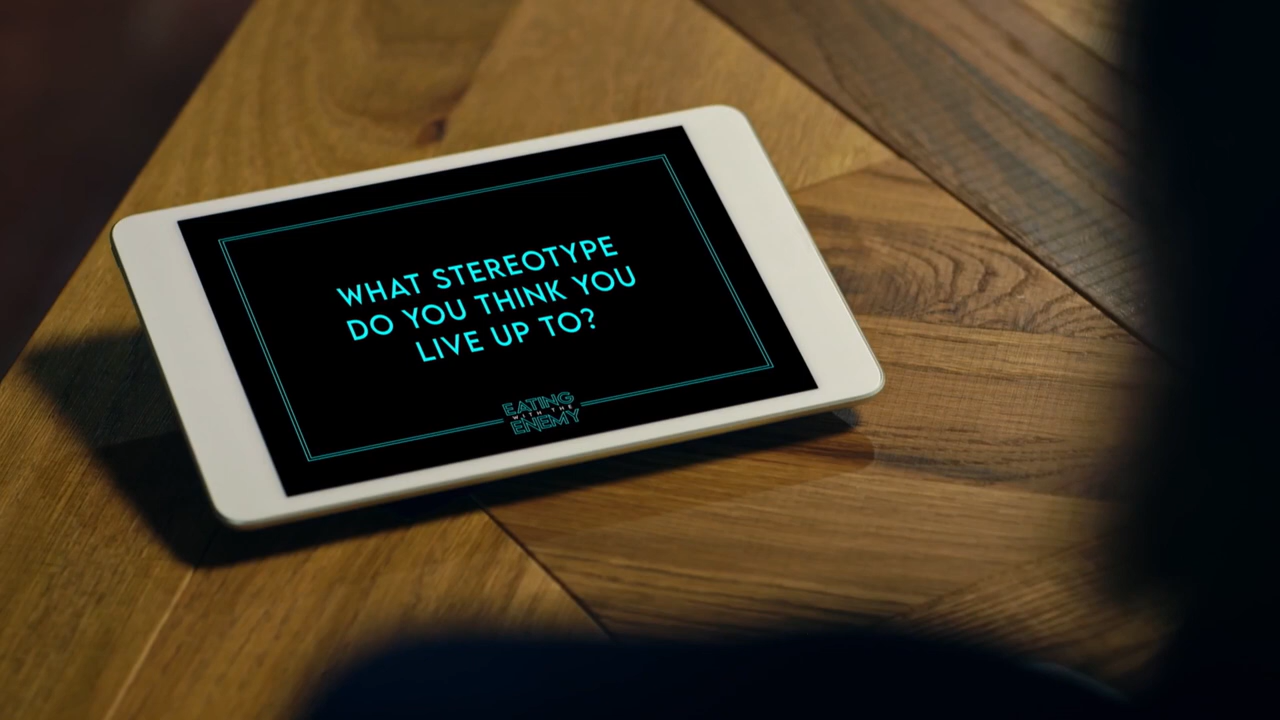 WHAT STEREOTYPE
DO YOU THINK YOU
LIVE UP TO?
EATING
WITH THE
ENEMY